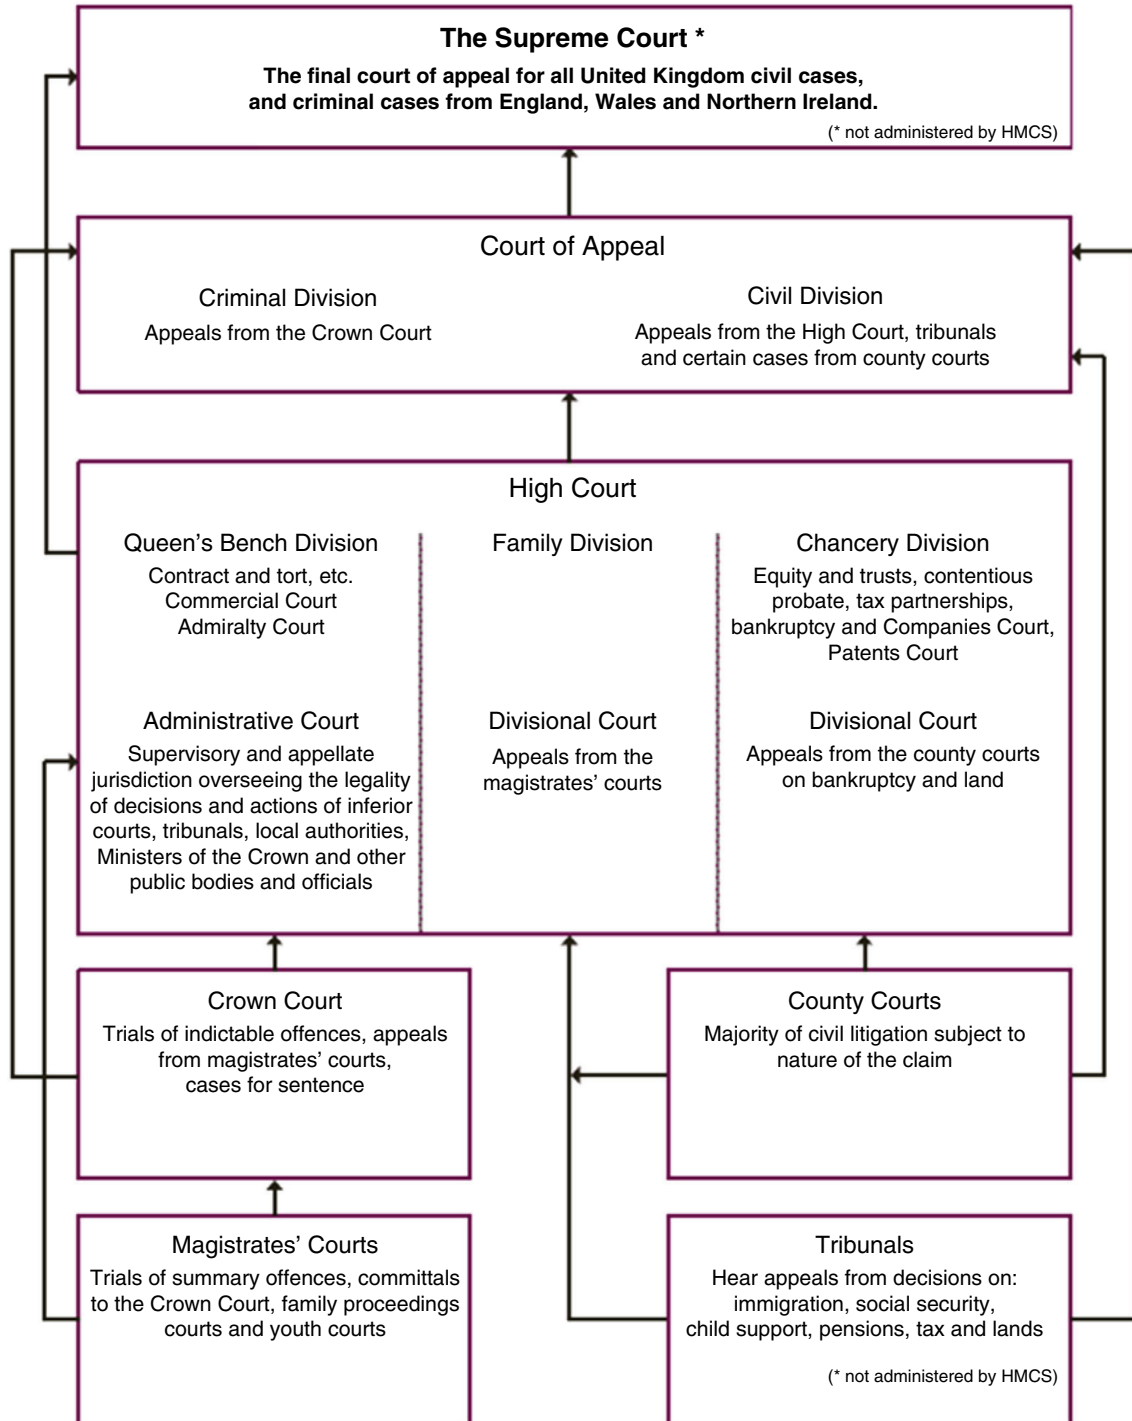 The Supreme Court *
The final court of appeal for all United Kingdom civil cases,
and criminal cases from England, Wales and Northern Ireland.
(* not administered by HMCS)
Court of Appeal
Criminal Division
Appeals from the Crown Court
Civil Division
Appeals from the High Court, tribunals
and certain cases from county courts
High Court
Queen's Bench Division
Contract and tort, etc.
Commercial Court
Admiralty Court
Administrative Court
Supervisory and appellate
jurisdiction overseeing the legality
of decisions and actions of inferior
courts, tribunals, local authorities,
Ministers of the Crown and other
public bodies and officials
Family Division
Divisional Court
Appeals from the
magistrates' courts
Chancery Division
Equity and trusts, contentious
probate, tax partnerships,
bankruptcy and Companies Court,
Patents Court
Divisional Court
Appeals from the county courts
on bankruptcy and land
Crown Court
Trials of indictable offences, appeals
from magistrates' courts,
cases for sentence
County Courts
Majority of civil litigation subject to
nature of the claim
Magistrates' Courts
Trials of summary offences, committals
to the Crown Court, family proceedings
courts and youth courts
Tribunals
Hear appeals from decisions on:
immigration, social security,
child support, pensions, tax and lands
(* not administered by HMCS)